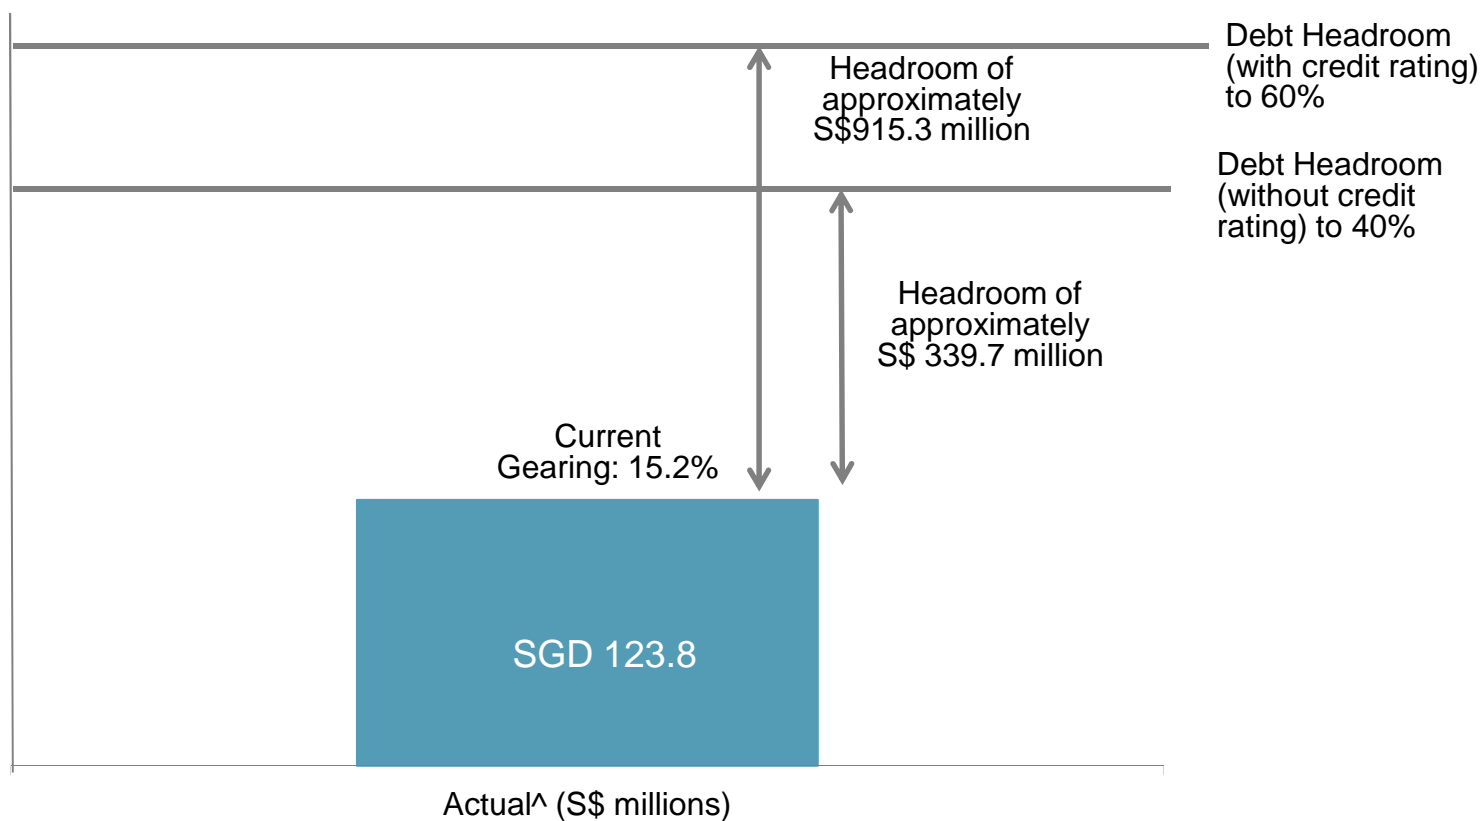 Debt Headroom
(with credit rating)
to 60%
Headroom of
approximately
S$915.3 million
Debt Headroom
(without credit
rating) to 40%
Headroom of
approximately
S$ 339.7 million
Current
Gearing: 15.2%
SGD 123.8
Actual^ (S$ millions)